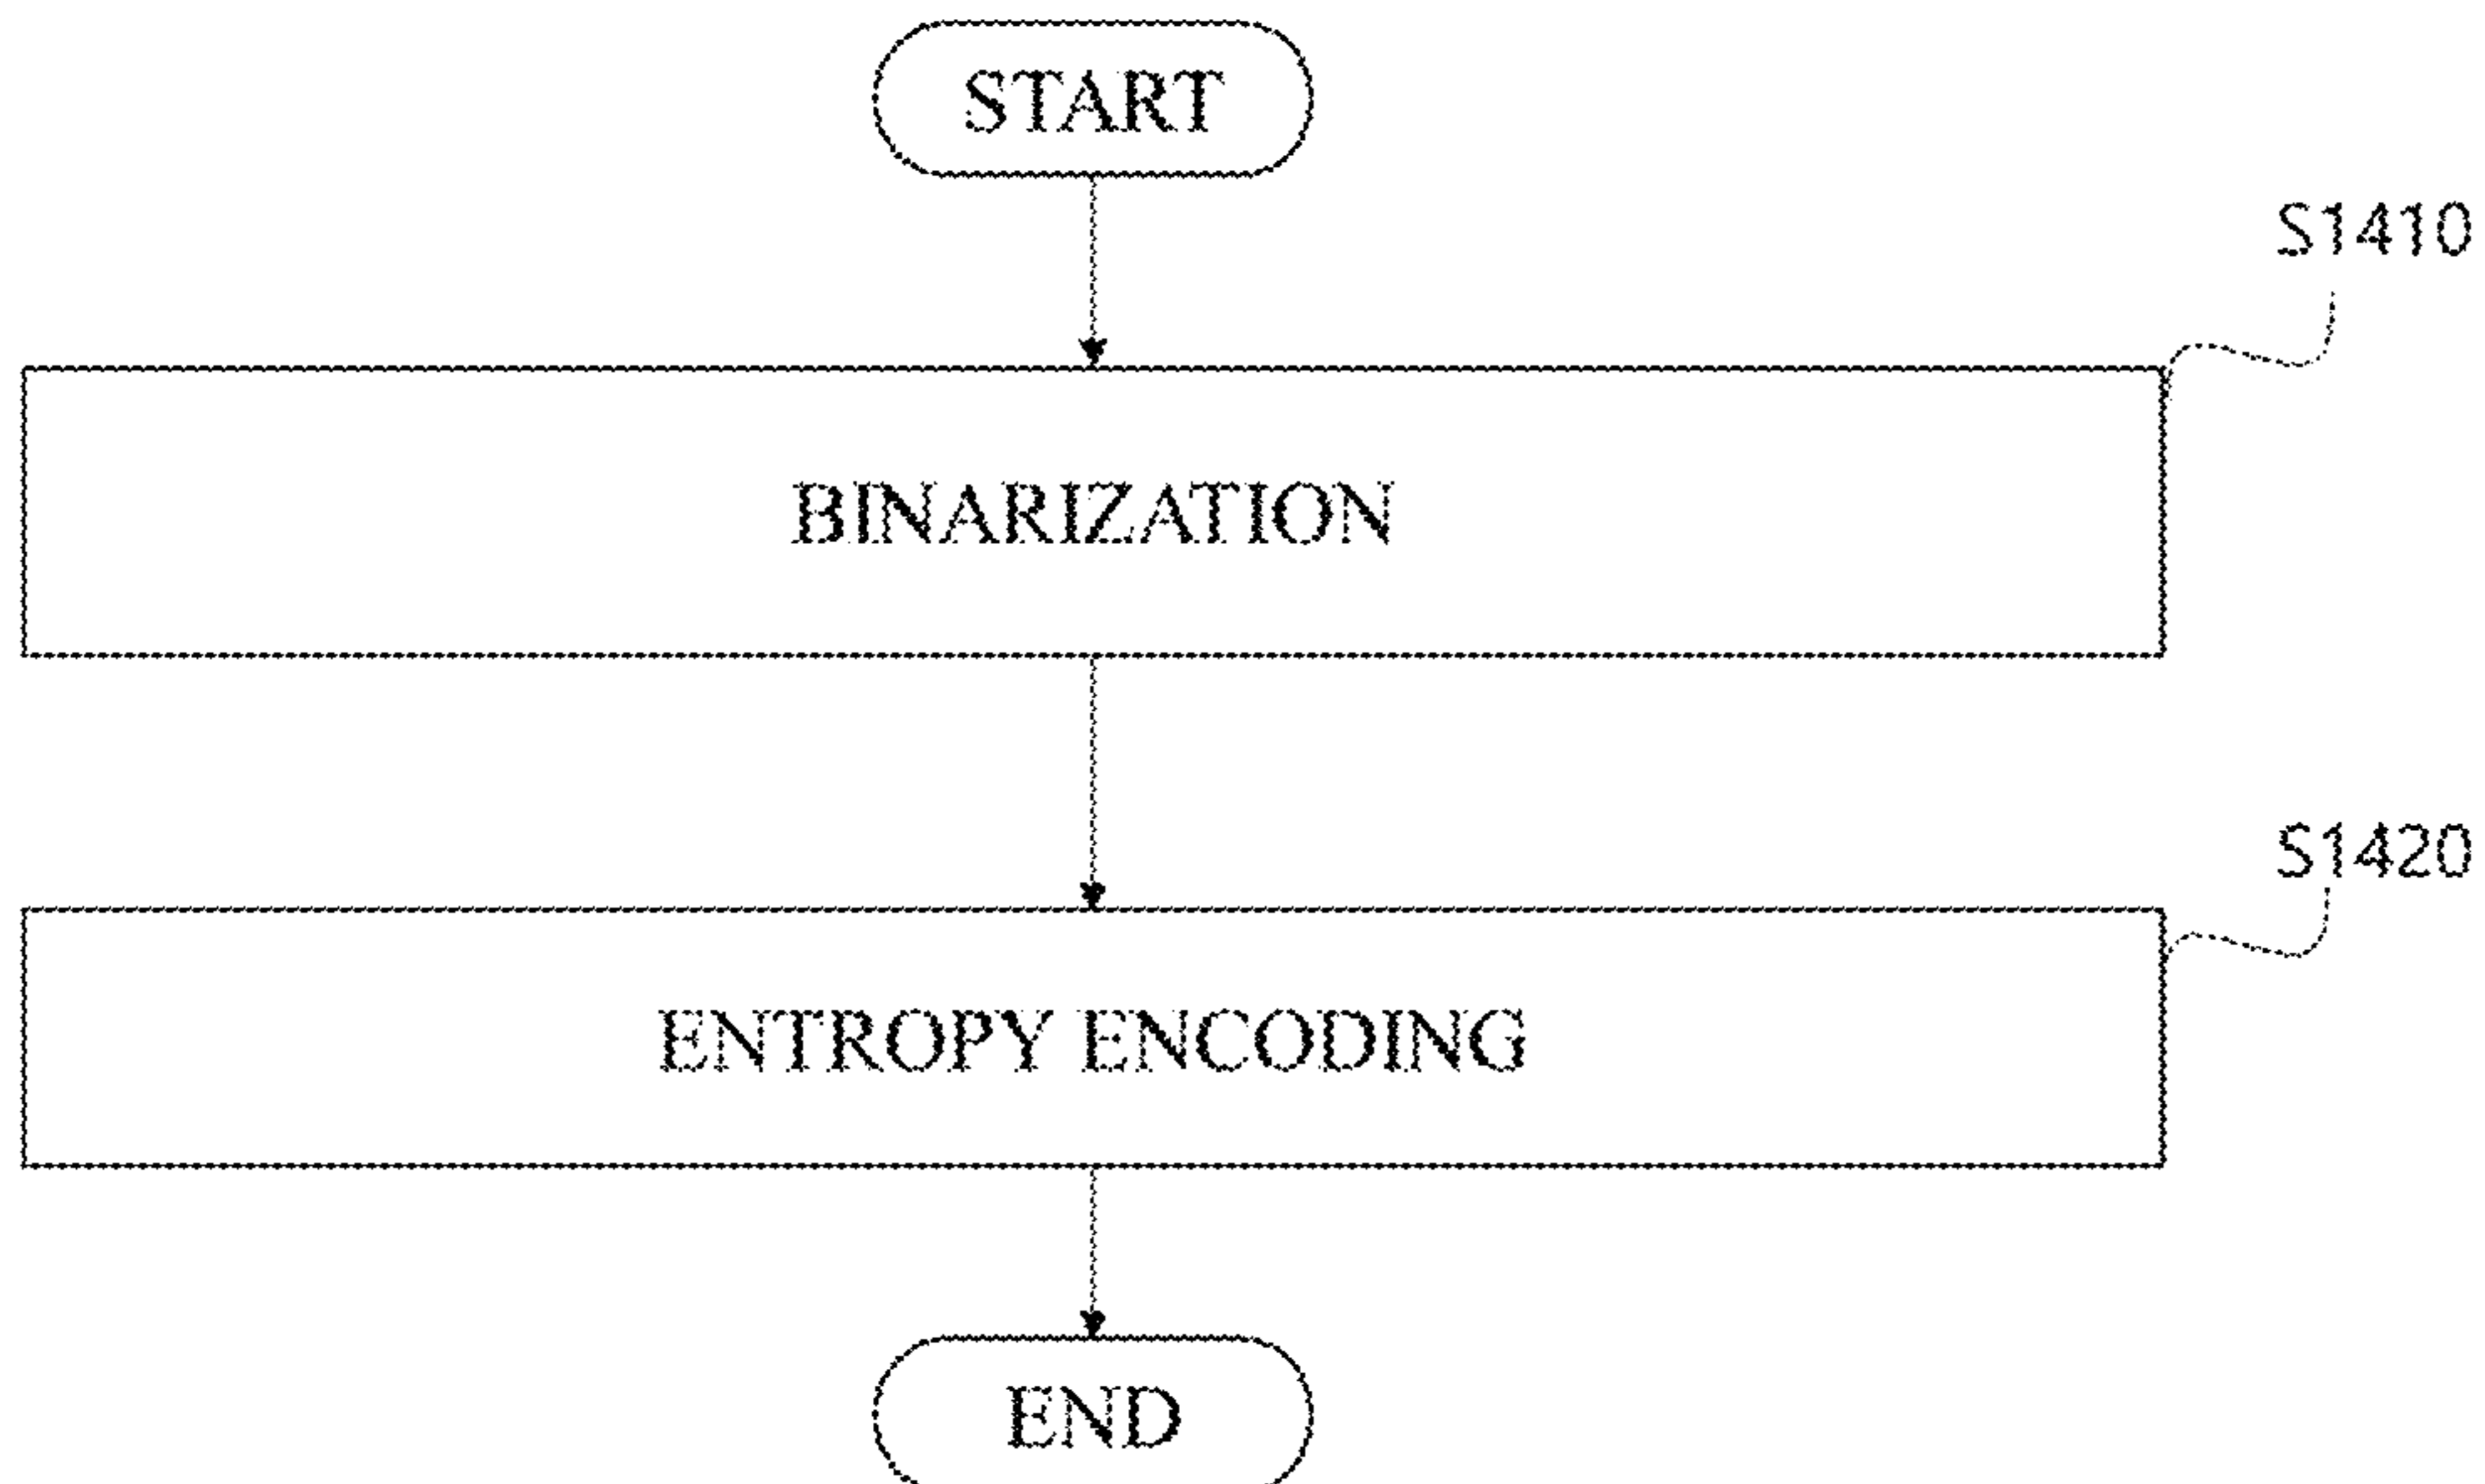 START
S1410
BINARIZATION
S1420
ENTROPY ENCODING
END